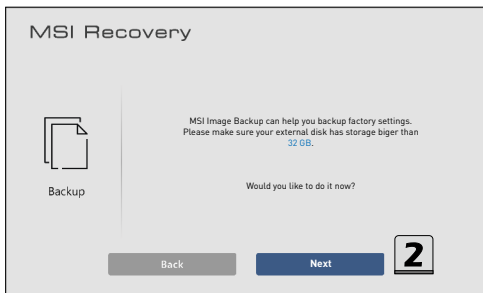 MSI Recovery
MSI Image Backup can help you backup factory settings.
Please make sure your external disk has storage biger than
32 GB.
Backup
Would you like to do it now?
Back
Next
2